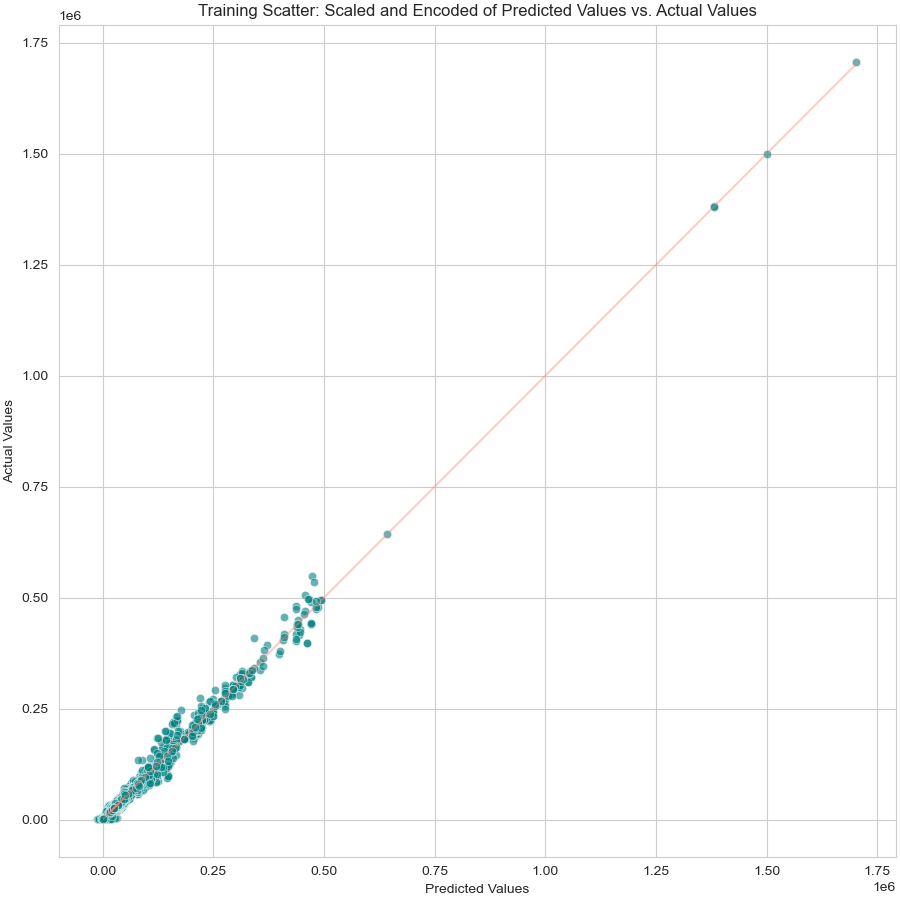 Training Scatter: Scaled and Encoded of Predicted Values vs. Actual Values
1e6
1.75
1.50
1.25
1.00
0.75
0.50
0.25
0.00
Actual Values
0.00 0.25 0.50 0.75 1.00 1.25 1.50 1.75
Predicted Values
1e6